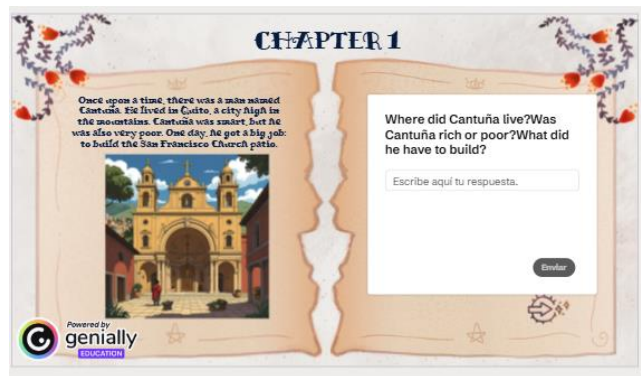 CHAPTER 1
Once upon a time, there was a man named
Cantuña. He lived in Quito, a city high in
the mountains. Cantuña was smart, but he
was also very poor. One day, he got a big job:
to build the San Francisco Church patio.
Where did Cantuña live?Was
Cantuña rich or poor?What did
he have to build?
Escribe aquí tu respuesta.
Enviar
Powered by
genially
EDUCATION